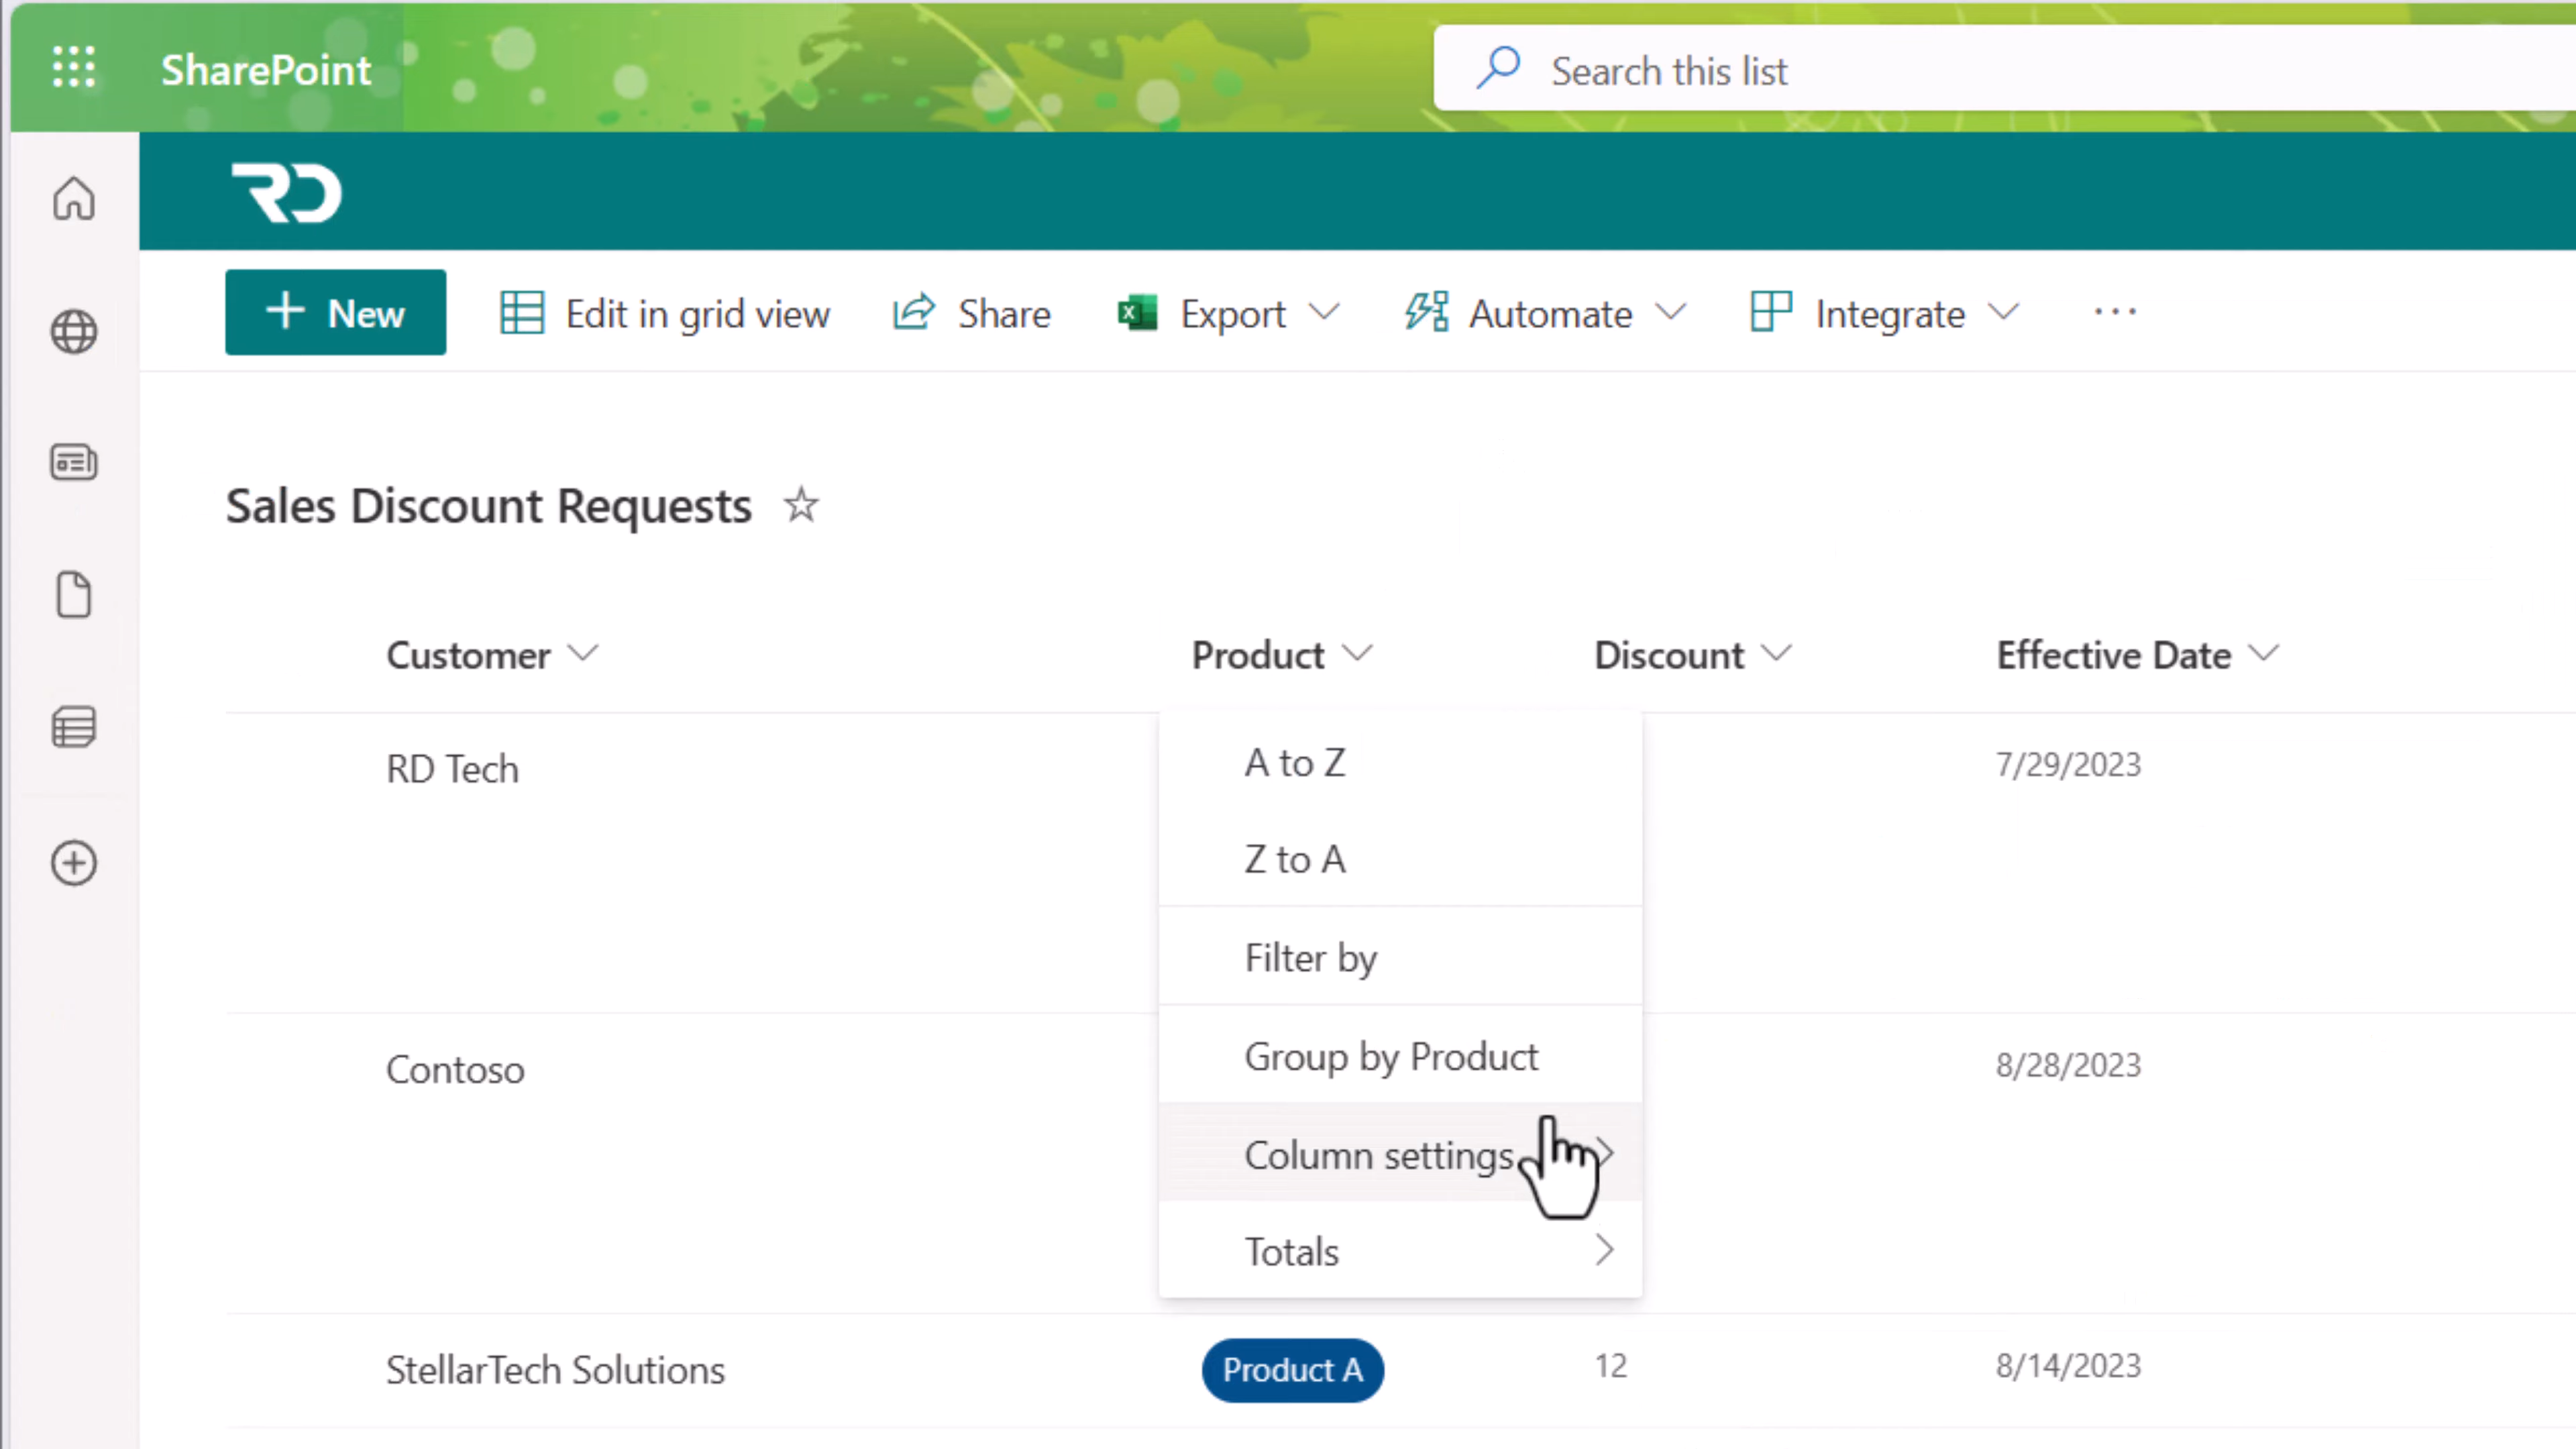 SharePoint
Search this list
RD
New
Edit in grid view
Share
Export
Automate
Integrate
Sales Discount Requests
Customer
Product
Discount
Effective Date
RD Tech
7/29/2023
A to Z
Z to A
Filter by
Group by Product
Column settings
Totals
Contoso
8/28/2023
StellarTech Solutions
Product A
12
8/14/2023